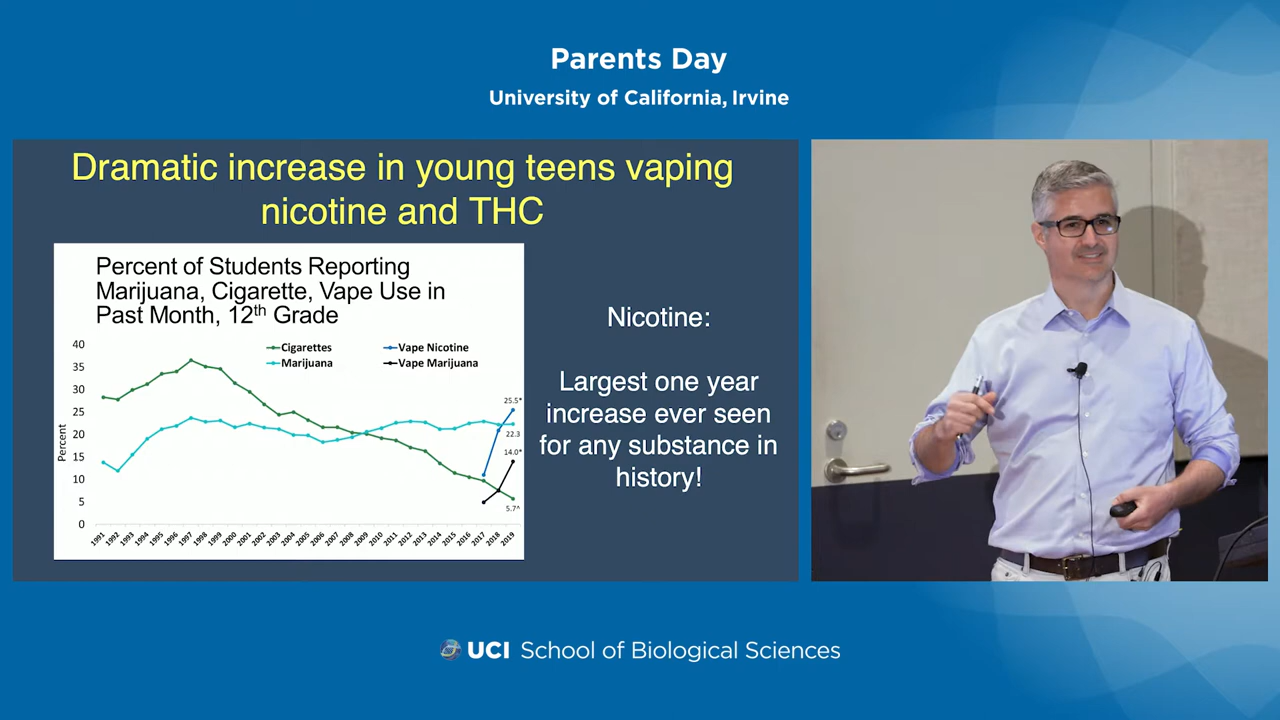 Parents Day
University of California, Irvine
Dramatic increase in young teens vaping
nicotine and THC
Percent of Students Reporting
Marijuana, Cigarette, Vape Use in
Past Month, 12th Grade
Cigarettes
Vape Nicotine
Marijuana
Vape Marijuana
40
35
30
25
20
15
10
5
0
Percent
25.5*
22.3
14.0*
5.7^
1991
1992
1993
1994
1995
1996
1997
1998
1999
2000
2001
2002
2003
2004
2005
2006
2007
2008
2009
2010
2011
2012
2013
2014
2015
2016
2017
2018
2019
Nicotine:
Largest one year
increase ever seen
for any substance in
history!
UCI School of Biological Sciences